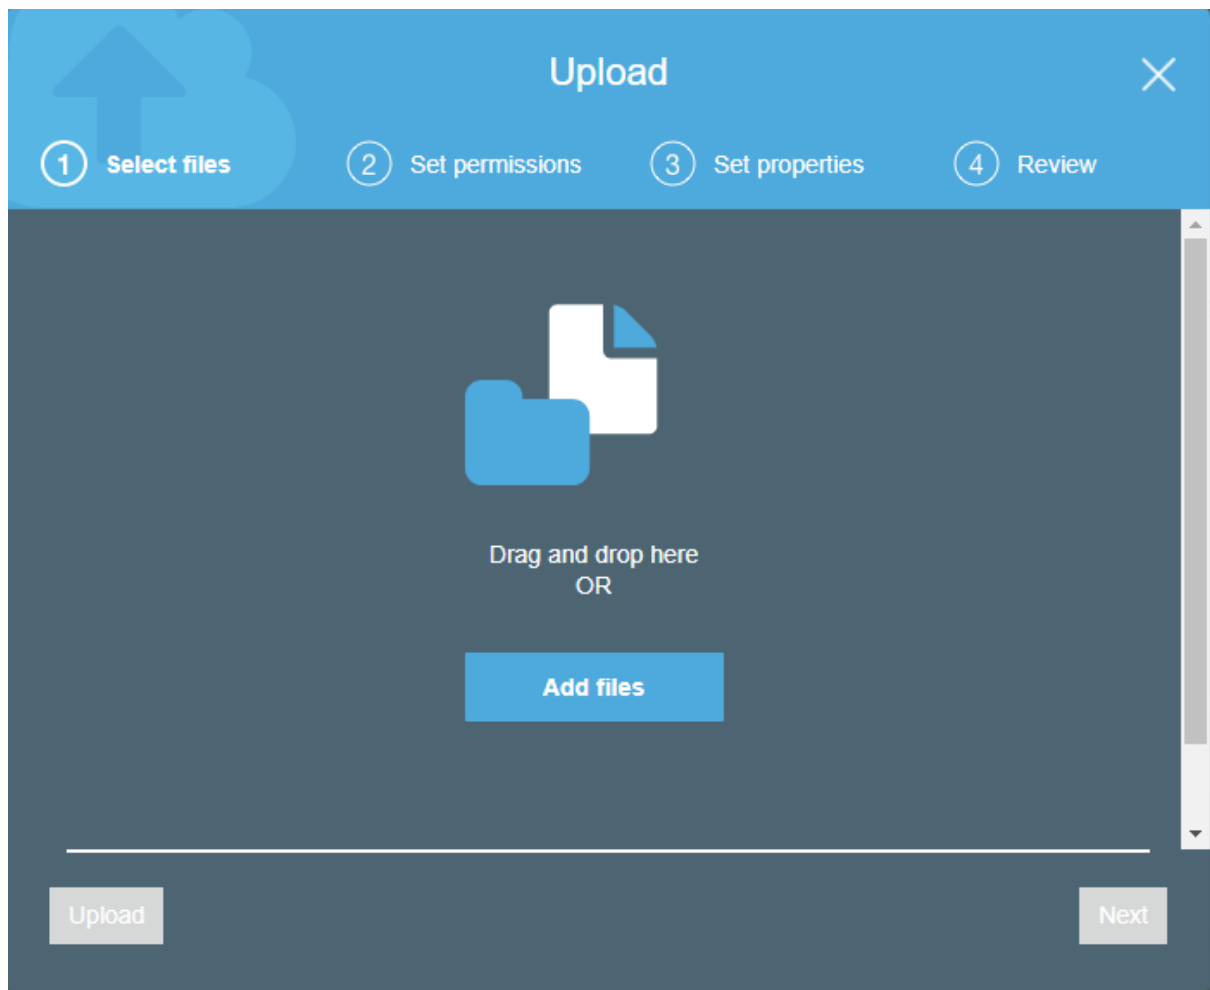 Upload
1 Select files
2 Set permissions
3 Set properties
4 Review
Drag and drop here
OR
Add files
Upload
Next